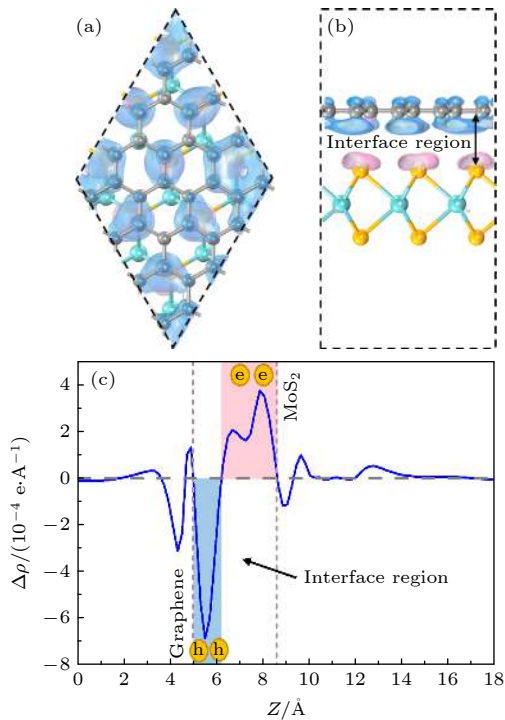 (a)
(b)
Interface region
(c)
e e
MoS₂
Graphene
Interface region
h h
Δρ/(10⁻⁴ e·A⁻¹)
4
2
0
−2
−4
−6
−8
0 2 4 6 8 10 12 14 16 18
Z/Å